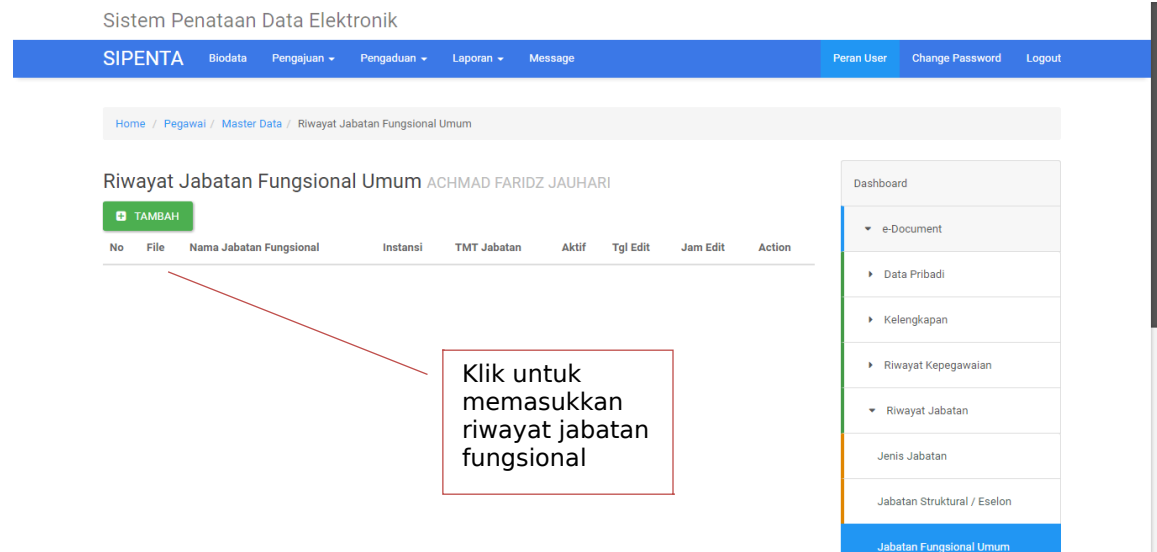 Sistem Penataan Data Elektronik
SIPENTA Biodata Pengajuan Pengaduan Laporan Message Peran User Change Password Logout
Home / Pegawai / Master Data / Riwayat Jabatan Fungsional Umum
Riwayat Jabatan Fungsional Umum ACHMAD FARIDZ JAUHARI
TAMBAH
No File Nama Jabatan Fungsional Instansi TMT Jabatan Aktif Tgl Edit Jam Edit Action
Klik untuk
memasukkan
riwayat jabatan
fungsional
Dashboard
e-Document
Data Pribadi
Kelengkapan
Riwayat Kepegawaian
Riwayat Jabatan
Jenis Jabatan
Jabatan Struktural / Eselon
Jabatan Fungsional Umum